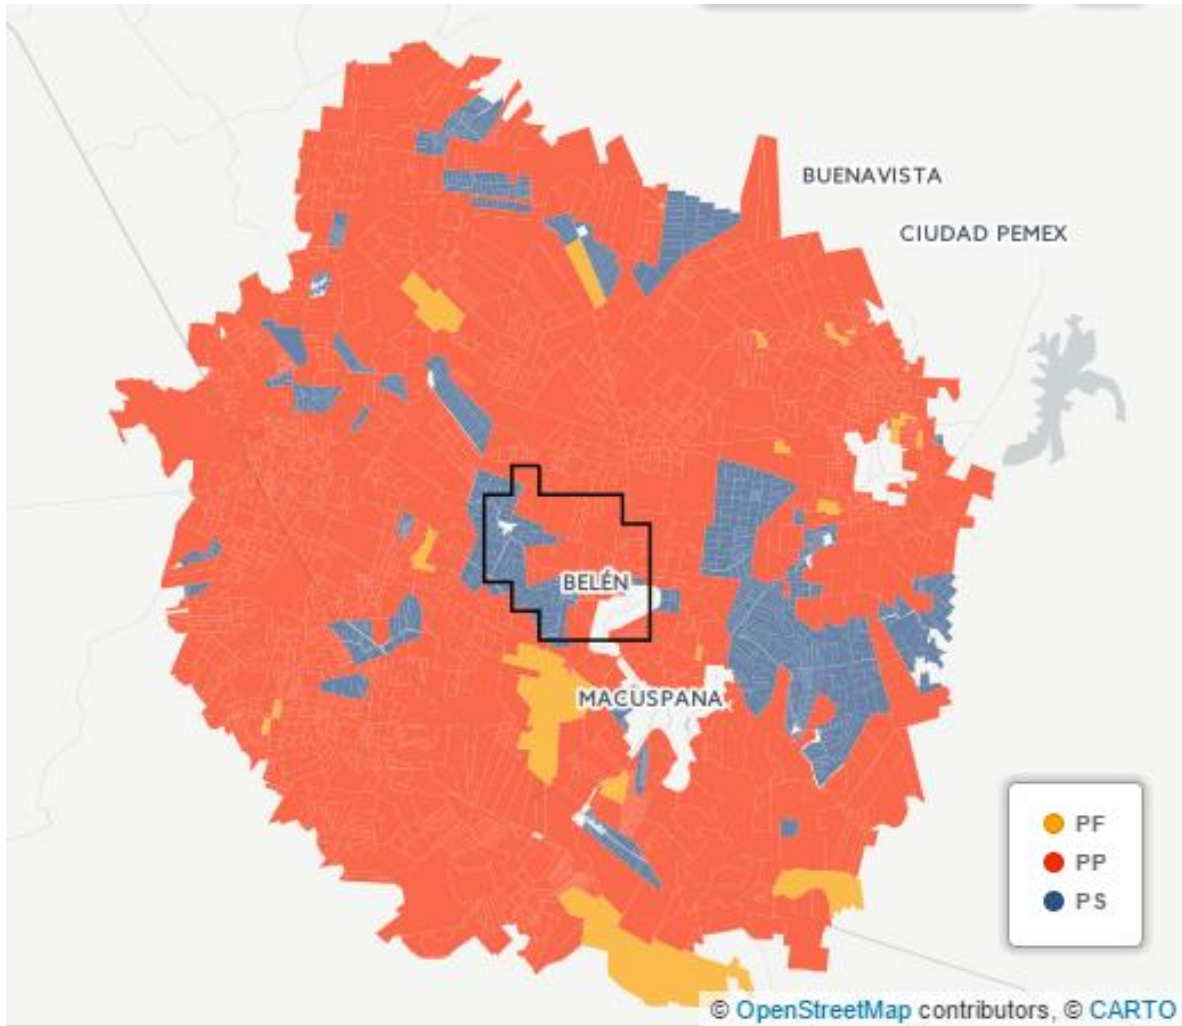 BUENAVISTA
CIUDAD PEMEX
BELÉN
MACUSPANA
PF
PP
PS
© OpenStreetMap contributors, © CARTO